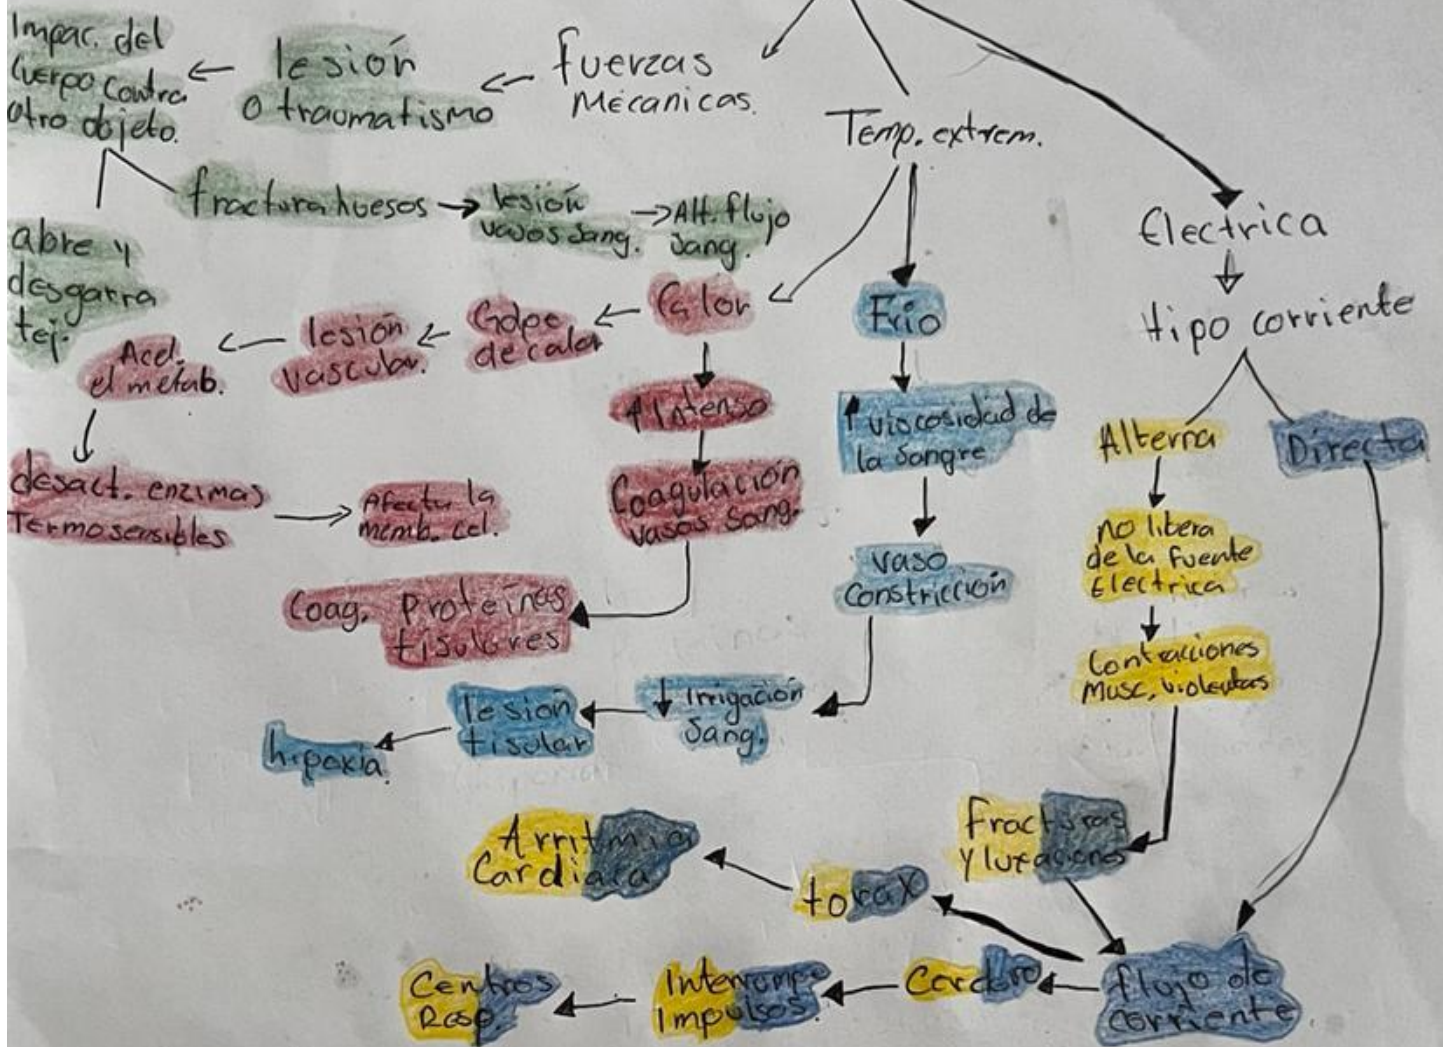 Impac. del
Cuerpo contra
otro objeto.
lesión
o traumatismo
fuerzas
Mecanicas.
Temp. extrem.
fractura huesos
lesión
vasos sang.
Alt. flujo
sang.
abre y
desgarra
tej.
Electrica
tipo corriente
Calor
Golpe
de calor
lesión
vascular.
Acel.
el metab.
desact. enzimas
Termosensibles
Afecta la
memb. cel.
↑ Intenso
Coagulación
vasos sang.
Coag. Proteinas
tisulares
Frio
↑ viscosidad de
la sangre
vaso
Constricción
↓ Irrigación
Sang.
lesión
tisular
hipoxia.
Alterna
Directa
no libera
de la fuente
Electrica
Contracciones
Musc. violentas
Fracturas
y luxaciones
torax
Arritmia
Cardiaca
flujo de
corriente
Interrumpe
Impulsos.
Centros
Resp.